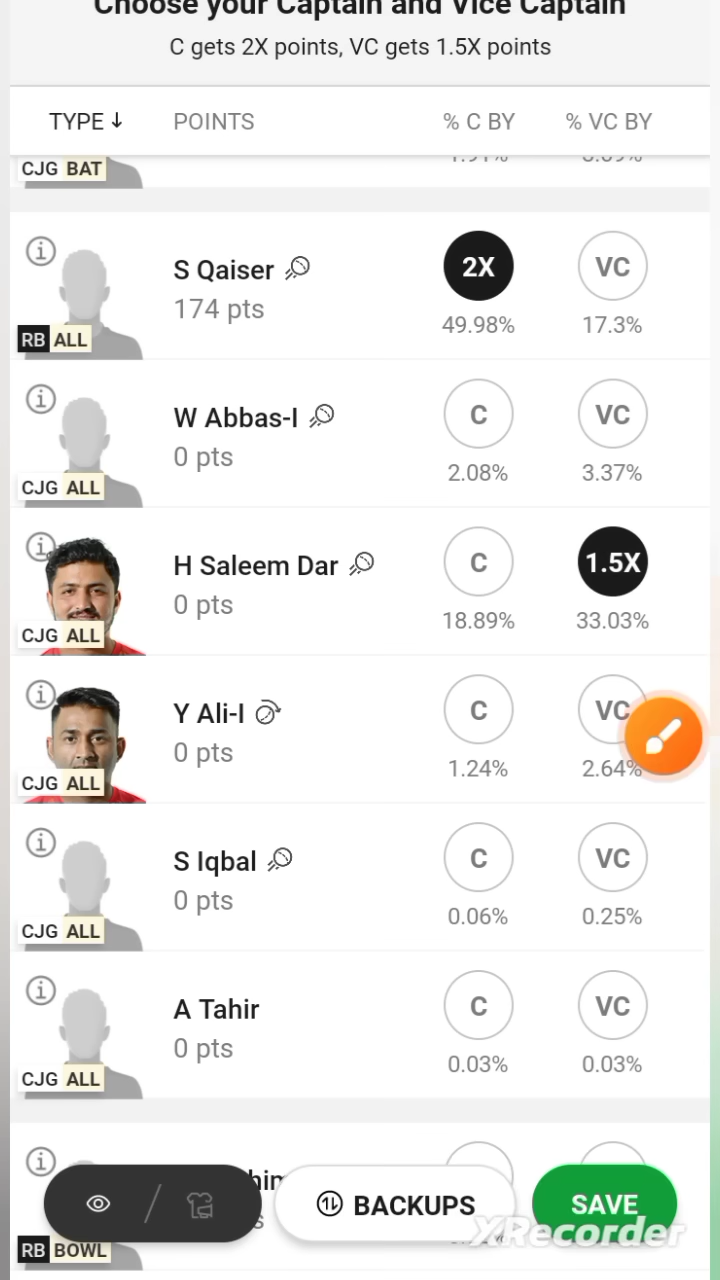 Choose your Captain and Vice Captain
C gets 2X points, VC gets 1.5X points
TYPE ↓ POINTS % C BY % VC BY
CJG BAT
S Qaiser 2X VC
174 pts
RB ALL 49.98% 17.3%
W Abbas-I C VC
0 pts
CJG ALL 2.08% 3.37%
H Saleem Dar C 1.5X
0 pts
CJG ALL 18.89% 33.03%
Y Ali-I C VC
0 pts
CJG ALL 1.24% 2.64%
S Iqbal C VC
0 pts
CJG ALL 0.06% 0.25%
A Tahir C VC
0 pts
CJG ALL 0.03% 0.03%
BACKUPS SAVE
XRecorder
RB BOWL